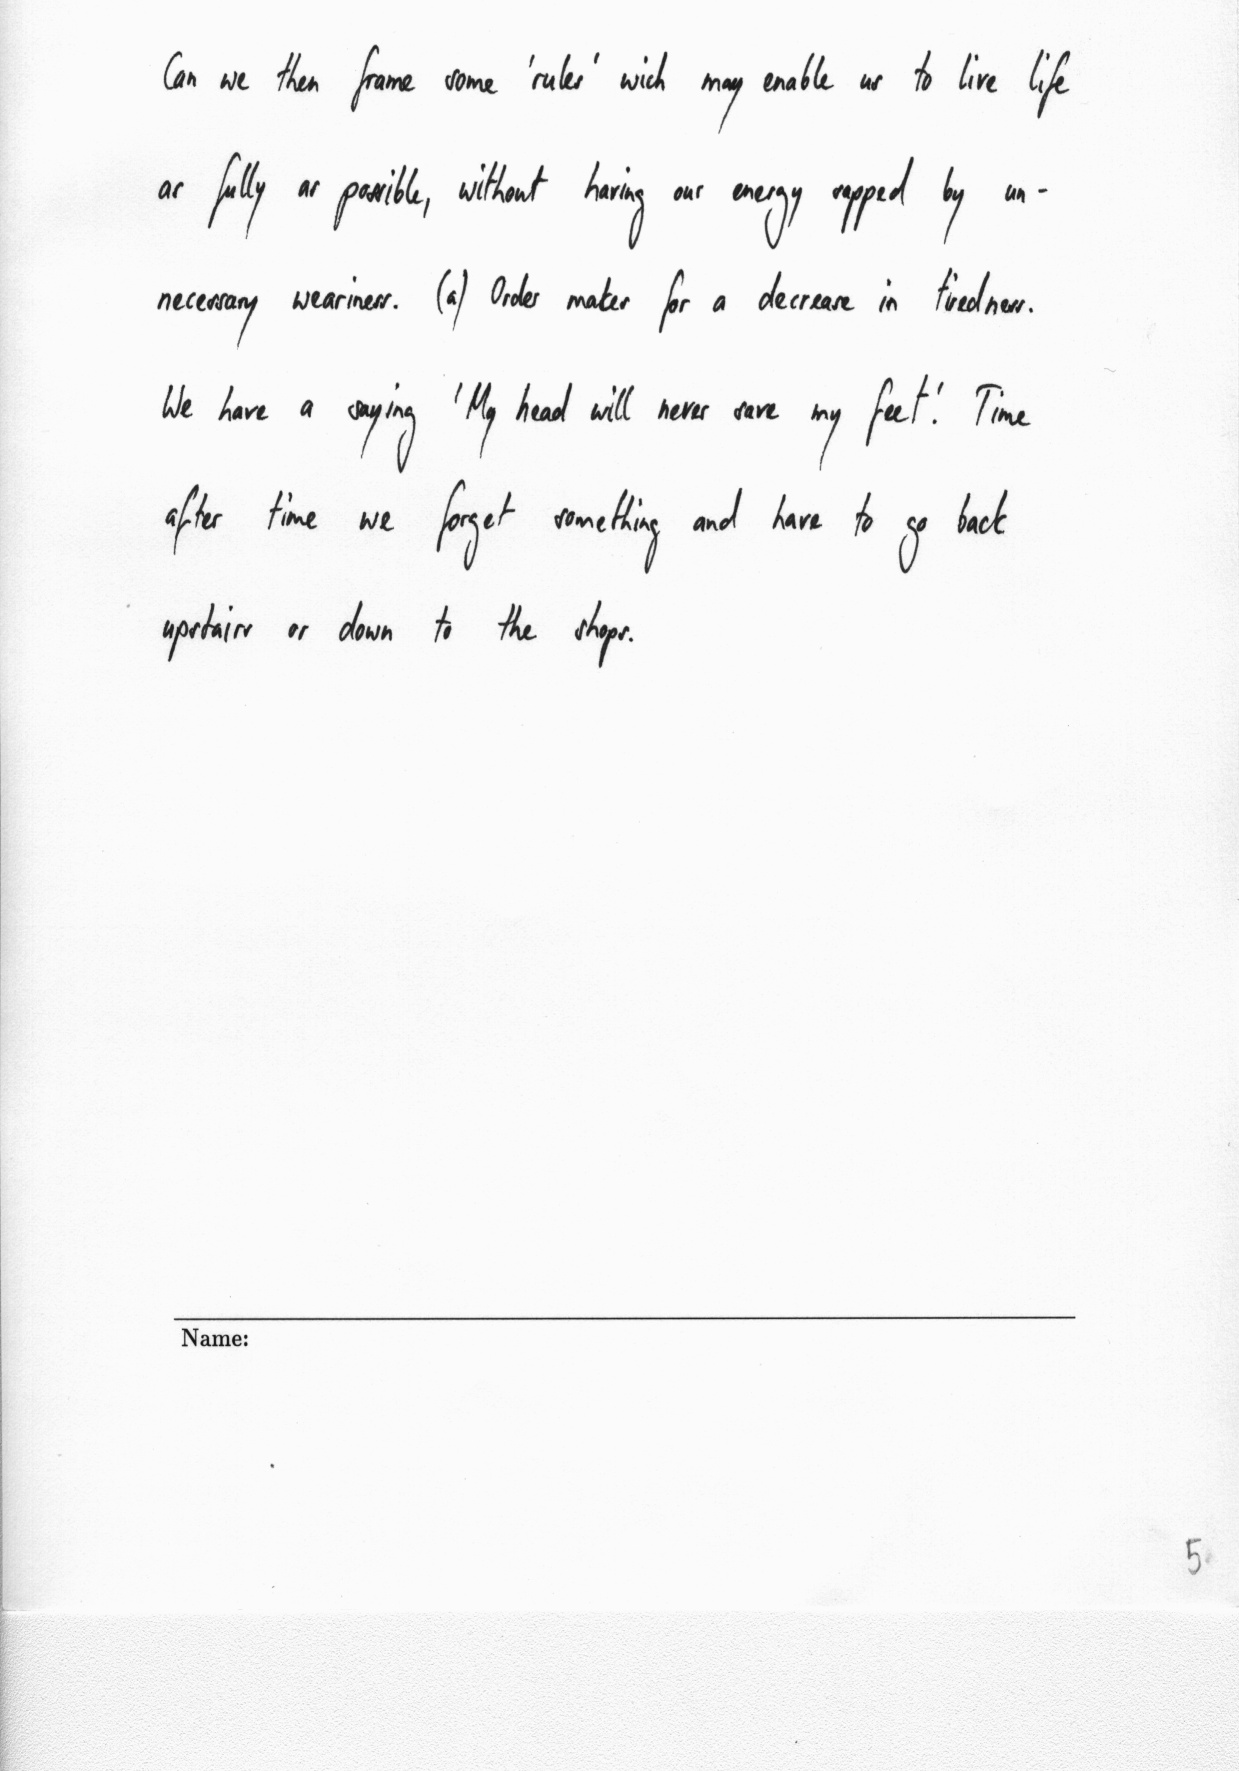 Can we then frame some 'rules' wich may enable us to live life
as fully as possible, without having our energy sapped by un-
necessary weariness. (a) Order makes for a decrease in tiredness.
We have a saying 'My head will never save my feet'. Time
after time we forget something and have to go back
upstairs or down to the shops.
Name:
5